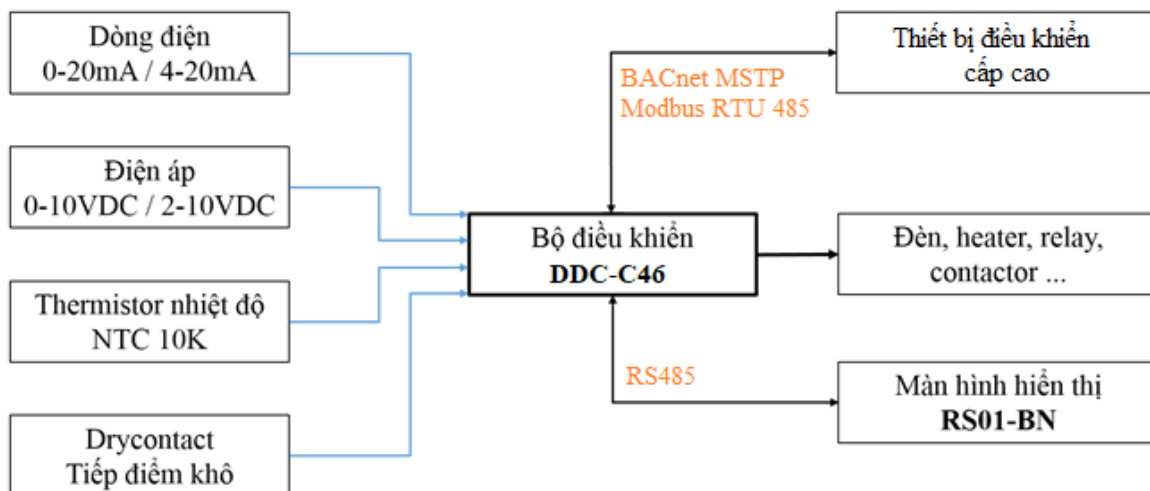 Dòng điện
0-20mA / 4-20mA
Điện áp
0-10VDC / 2-10VDC
Thermistor nhiệt độ
NTC 10K
Drycontact
Tiếp điểm khô
BACnet MSTP
Modbus RTU 485
Bộ điều khiển
DDC-C46
RS485
Thiết bị điều khiển
cấp cao
Đèn, heater, relay,
contactor ...
Màn hình hiển thị
RS01-BN